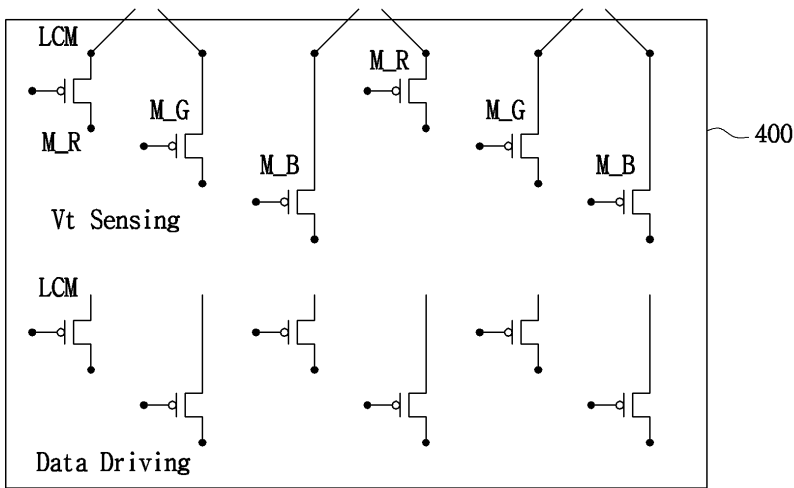 LCM
M_R
M_G
M_R
M_B
M_G
M_B
400
Vt Sensing
LCM
Data Driving